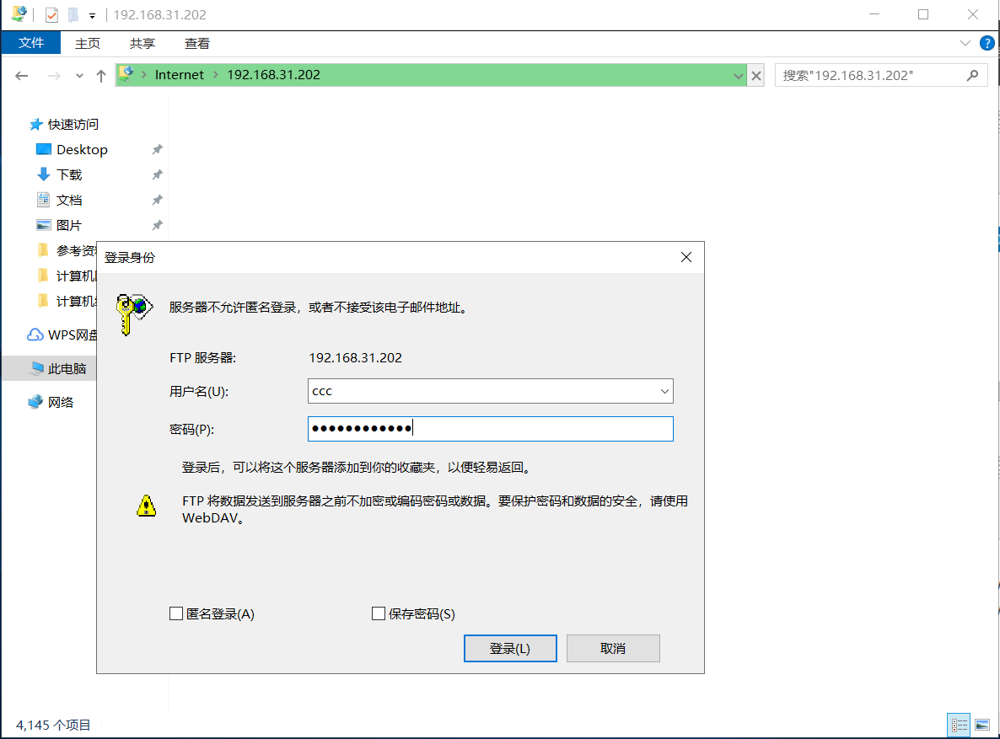 192.168.31.202
文件 主页 共享 查看
Internet 192.168.31.202 搜索"192.168.31.202"
快速访问
Desktop
下载
文档
图片
参考资
计算机
计算机
WPS网盘
此电脑
网络
登录身份
服务器不允许匿名登录，或者不接受该电子邮件地址。
FTP 服务器: 192.168.31.202
用户名(U): ccc
密码(P): ●●●●●●●●●●●●
登录后，可以将这个服务器添加到你的收藏夹，以便轻易返回。
FTP 将数据发送到服务器之前不加密或编码密码或数据。要保护密码和数据的安全，请使用
WebDAV。
匿名登录(A) 保存密码(S)
登录(L) 取消
4,145 个项目